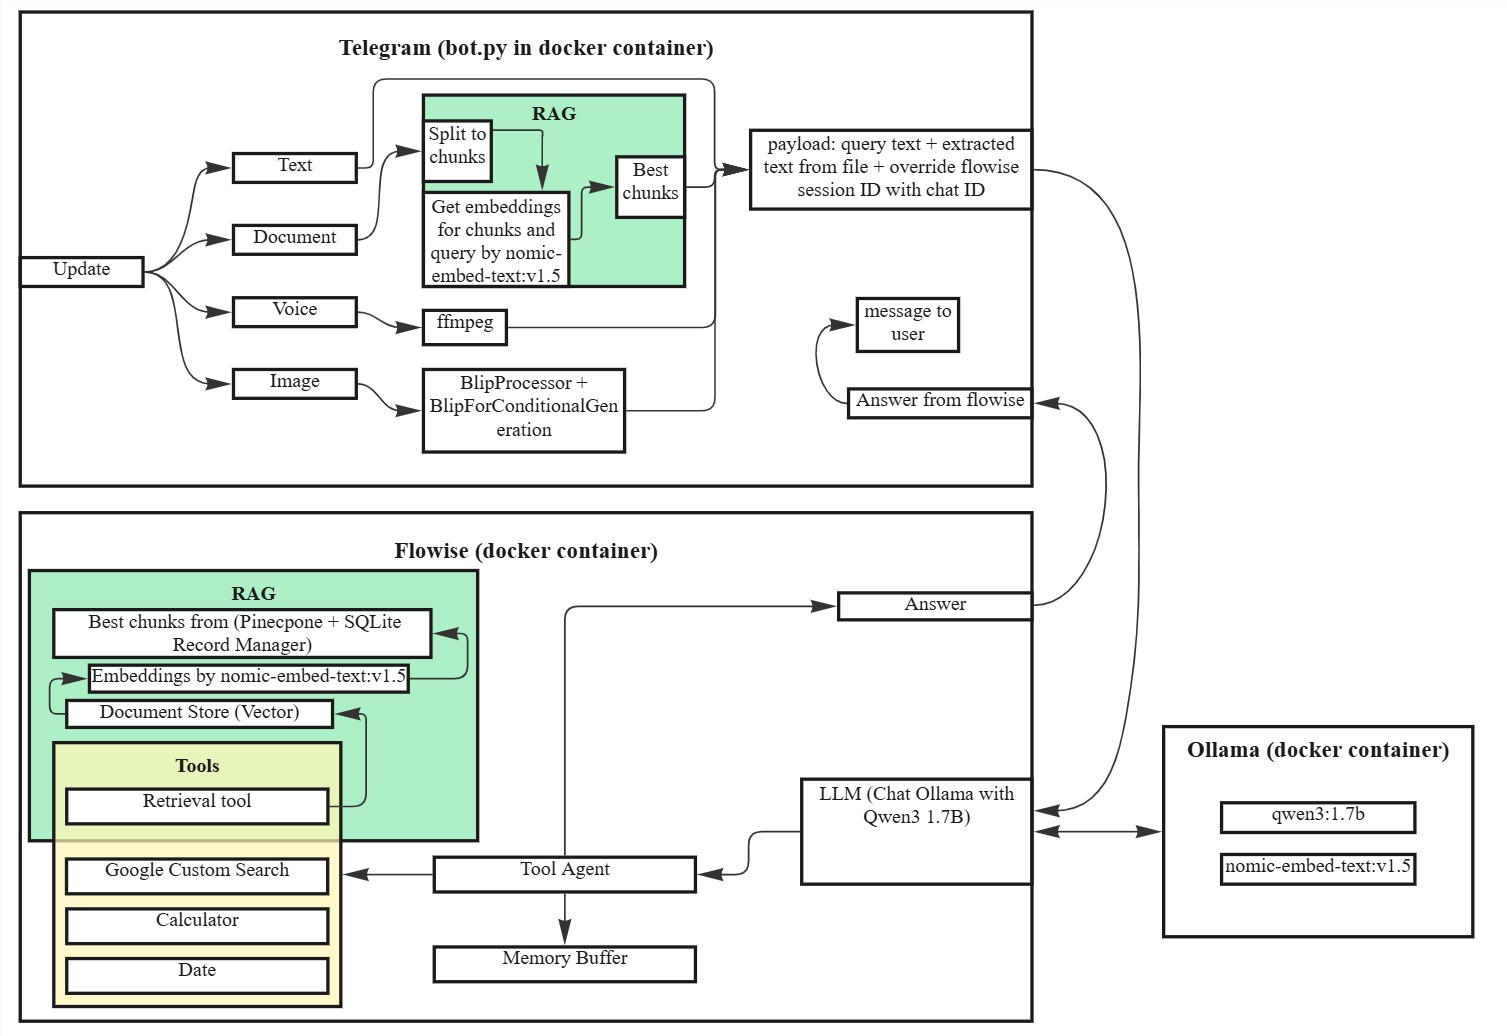 Telegram (bot.py in docker container)
RAG
Split to
chunks
Text
Best
chunks
payload: query text + extracted
text from file + override flowise
session ID with chat ID
Document
Get embeddings
for chunks and
query by nomic-
embed-text:v1.5
Update
Voice
ffmpeg
message to
user
Image
BlipProcessor +
BlipForConditionalGen
eration
Answer from flowise
Flowise (docker container)
RAG
Best chunks from (Pinecpone + SQLite
Record Manager)
Embeddings by nomic-embed-text:v1.5
Document Store (Vector)
Answer
Tools
Retrieval tool
Google Custom Search
Calculator
Date
Tool Agent
Memory Buffer
LLM (Chat Ollama with
Qwen3 1.7B)
Ollama (docker container)
qwen3:1.7b
nomic-embed-text:v1.5